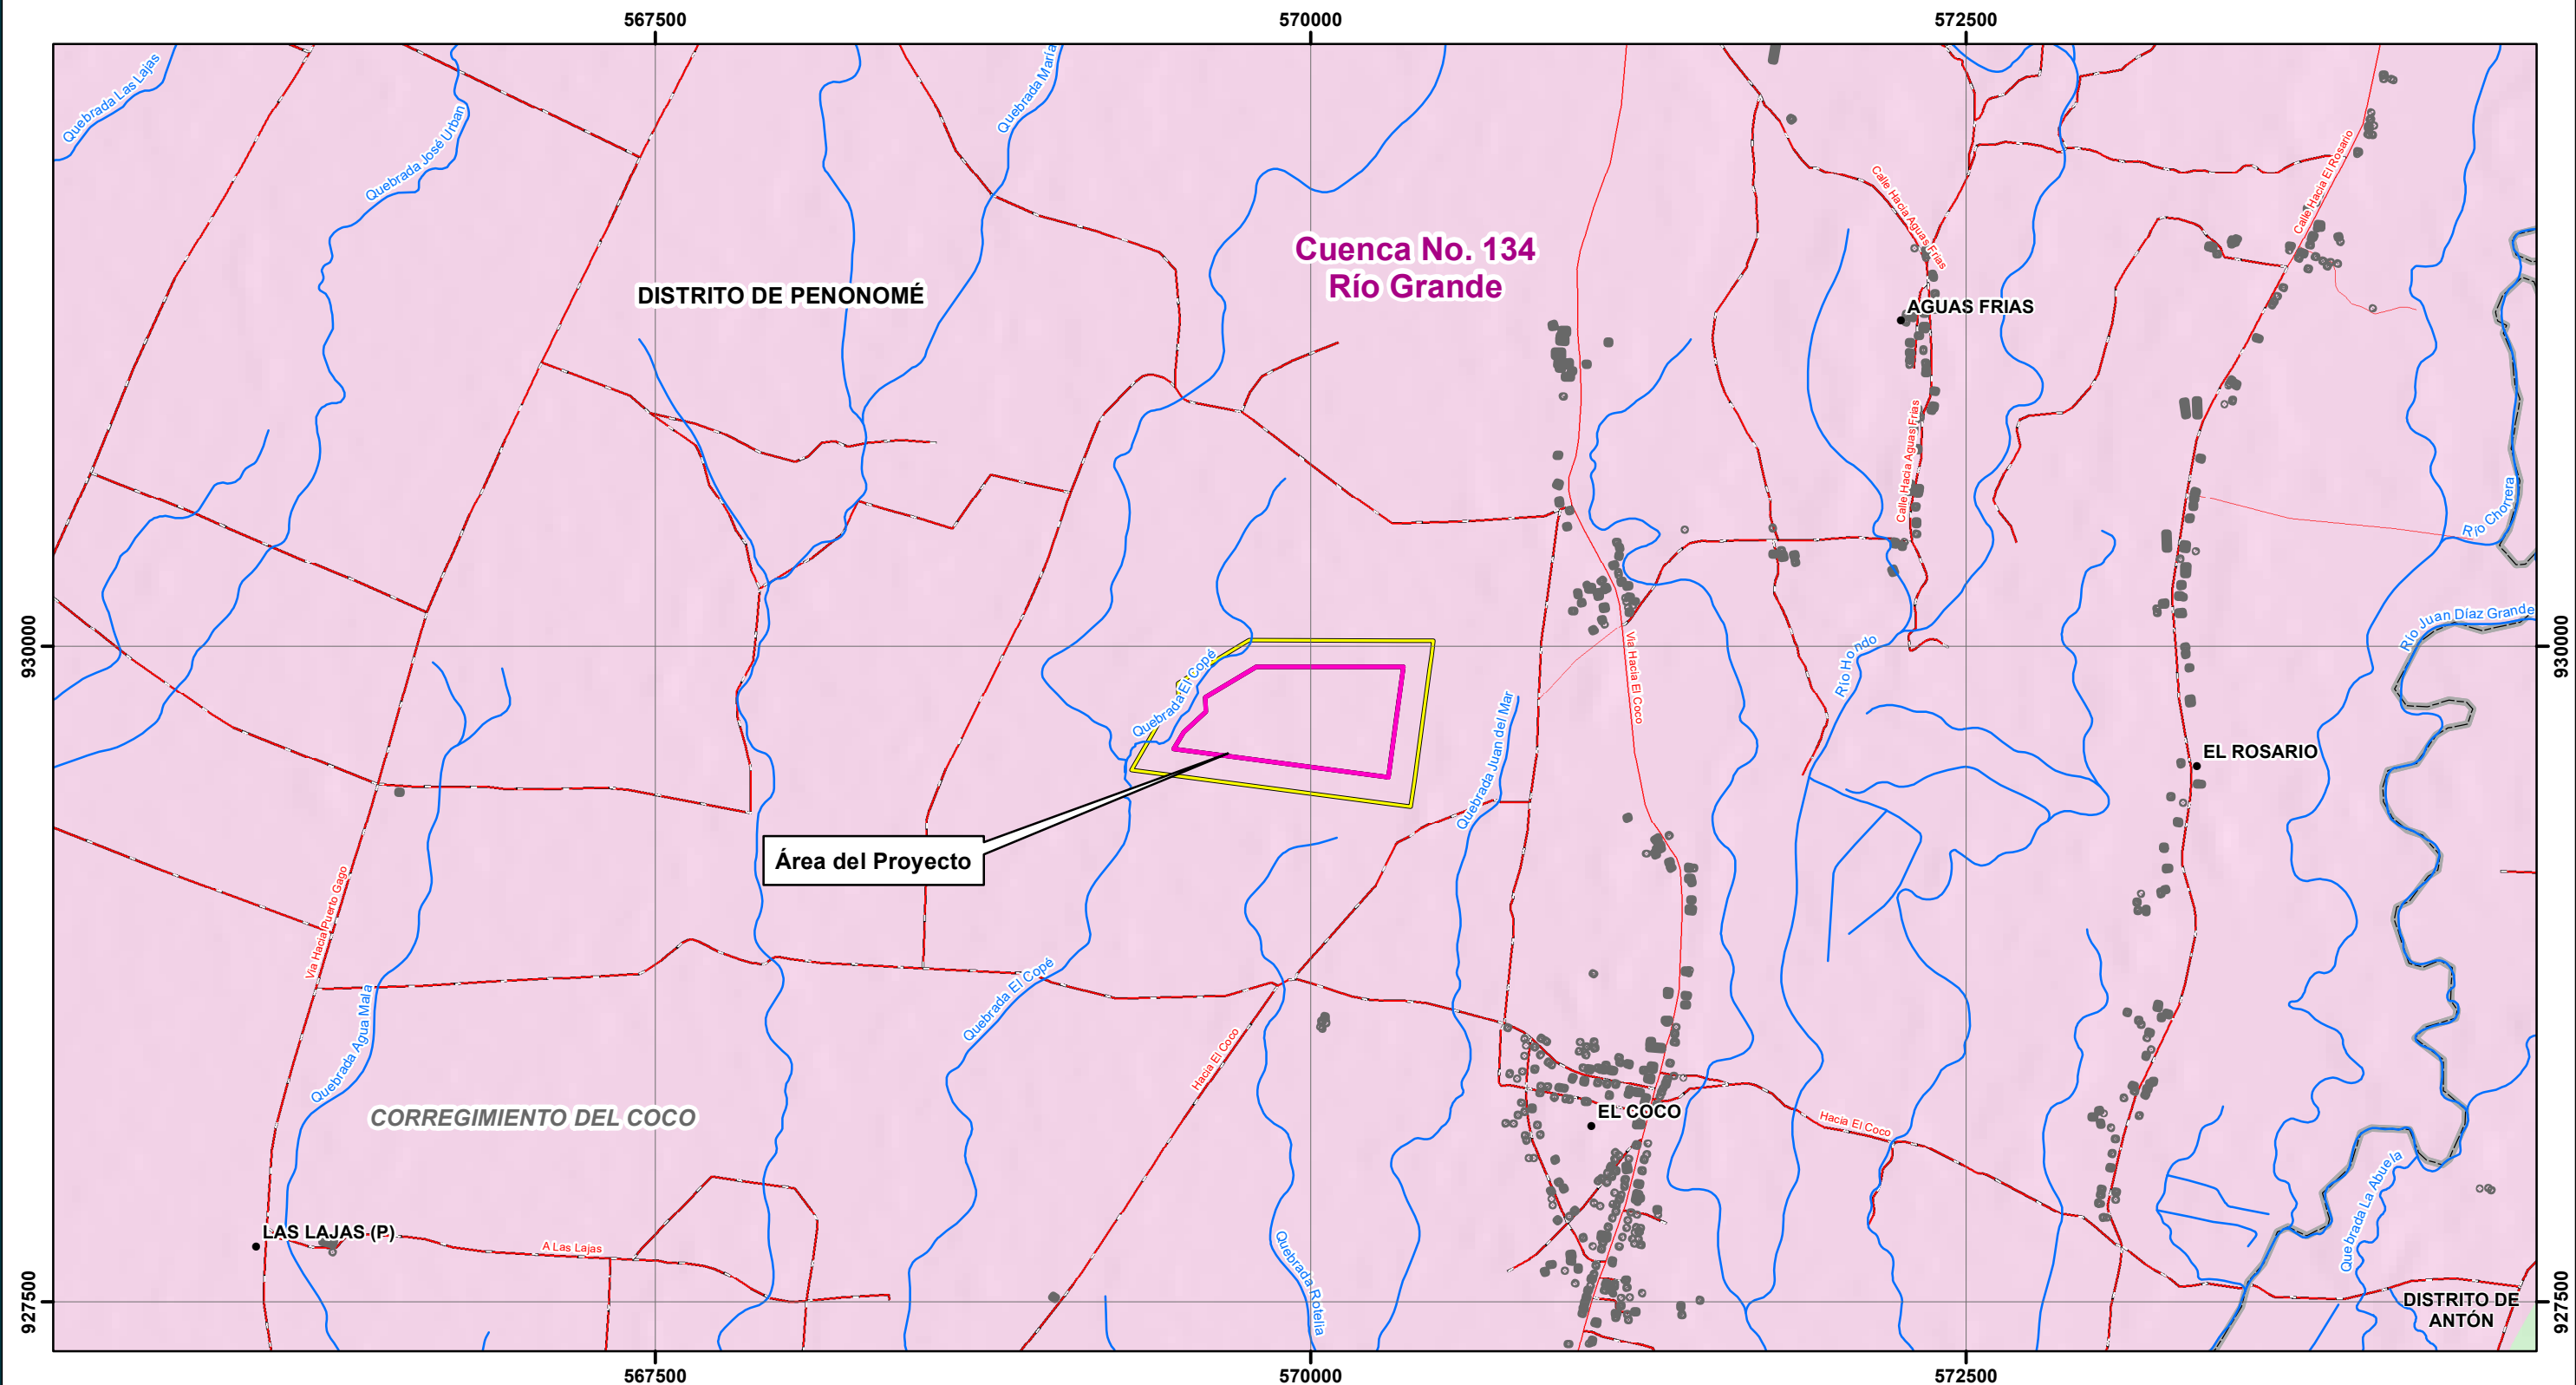 567500
570000
572500
Quebrada Las Lajas
Quebrada José Urban
Quebrada María
Calle Hacia Aguas Frias
Calle Hacia El Rosario
Cuenca No. 134
Río Grande
DISTRITO DE PENONOMÉ
AGUAS FRIAS
Calle Hacia Aguas Frias
Río Chorrera
Río Juan Díaz Grande
930000
930000
Quebrada El Copé
Vía Hacia El Coco
Río Hondo
Quebrada Juan del Mar
EL ROSARIO
Área del Proyecto
Vía Hacia Puerto Gago
Quebrada El Copé
Quebrada Agua Mala
Hacia El Coco
CORREGIMIENTO DEL COCO
EL COCO
Hacia El Coco
Quebrada La Abuela
LAS LAJAS (P)
A Las Lajas
Quebrada Rotelia
927500
927500
DISTRITO DE
ANTÓN
567500
570000
572500